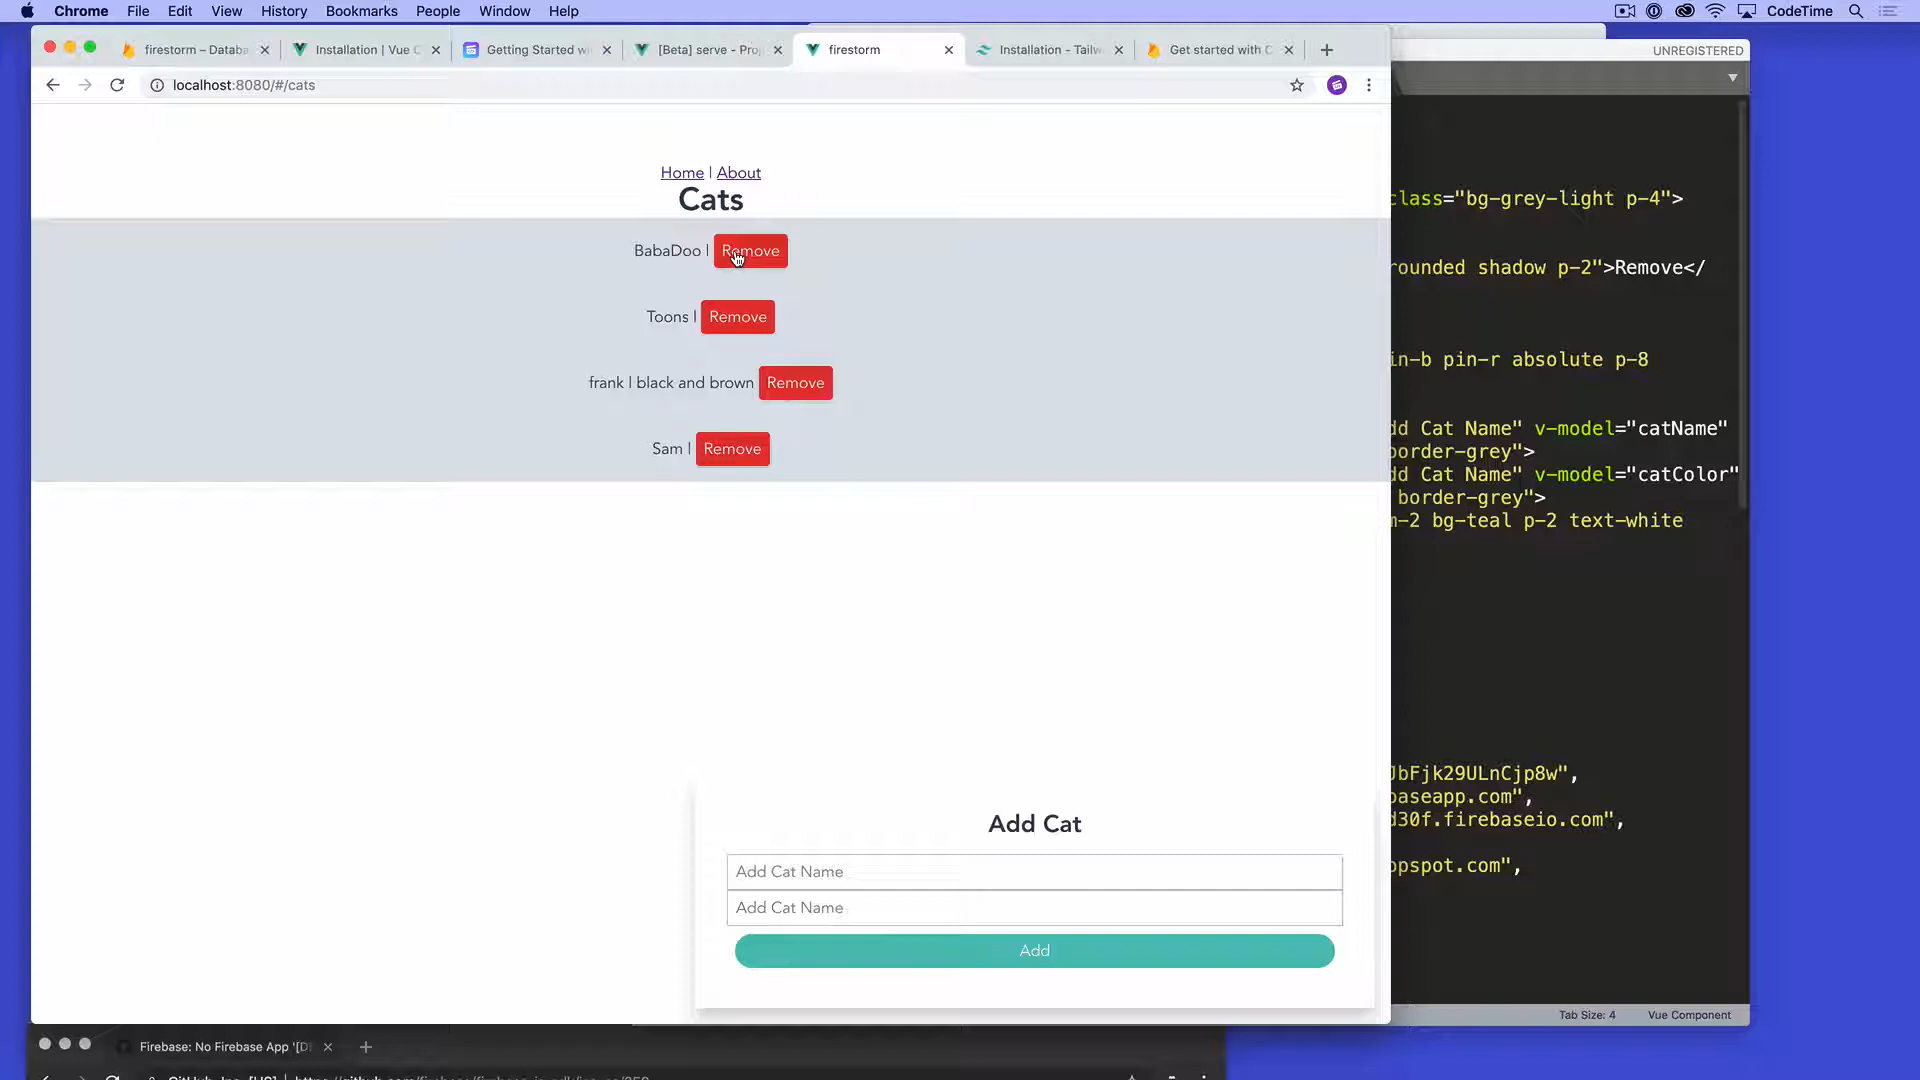 Chrome File Edit View History Bookmarks People Window Help CodeTime
UNREGISTERED
firestorm – Databa
Installation | Vue C
Getting Started wi
[Beta] serve - Proj
firestorm
Installation - Tailw
Get started with C
localhost:8080/#/cats
Home | About
Cats
BabaDoo | Remove
Toons | Remove
frank | black and brown Remove
Sam | Remove
Add Cat
Add Cat Name
Add Cat Name
Add
class="bg-grey-light p-4">
rounded shadow p-2">Remove</
in-b pin-r absolute p-8
dd Cat Name" v-model="catName"
border-grey">
dd Cat Name" v-model="catColor"
border-grey">
m-2 bg-teal p-2 text-white
JbFjk29ULnCjp8w",
baseapp.com",
d30f.firebaseio.com",
opspot.com",
Tab Size: 4 Vue Component
Firebase: No Firebase App '[D